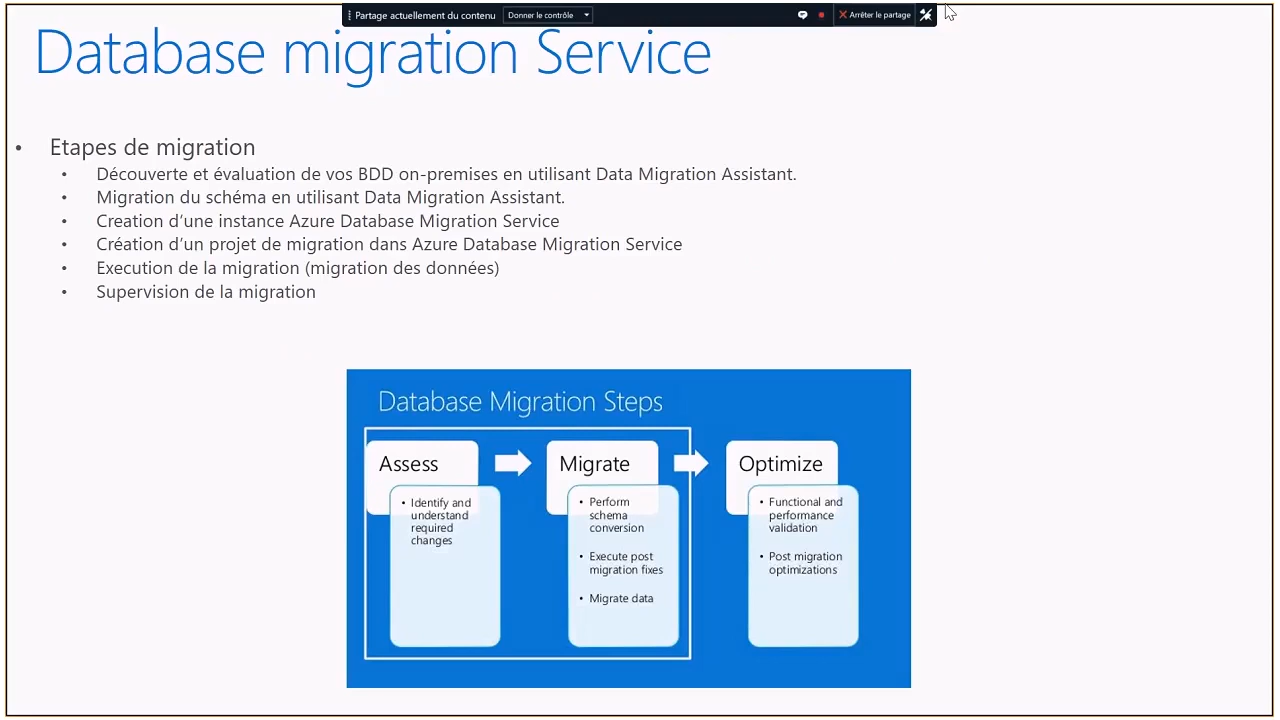 Partage actuellement du contenu
Donner le contrôle
Arrêter le partage
Database migration Service
• Etapes de migration
• Découverte et évaluation de vos BDD on-premises en utilisant Data Migration Assistant.
• Migration du schéma en utilisant Data Migration Assistant.
• Creation d’une instance Azure Database Migration Service
• Création d’un projet de migration dans Azure Database Migration Service
• Execution de la migration (migration des données)
• Supervision de la migration
Database Migration Steps
Assess
• Identify and
understand
required
changes
Migrate
• Perform
schema
conversion
• Execute post
migration fixes
• Migrate data
Optimize
• Functional and
performance
validation
• Post migration
optimizations